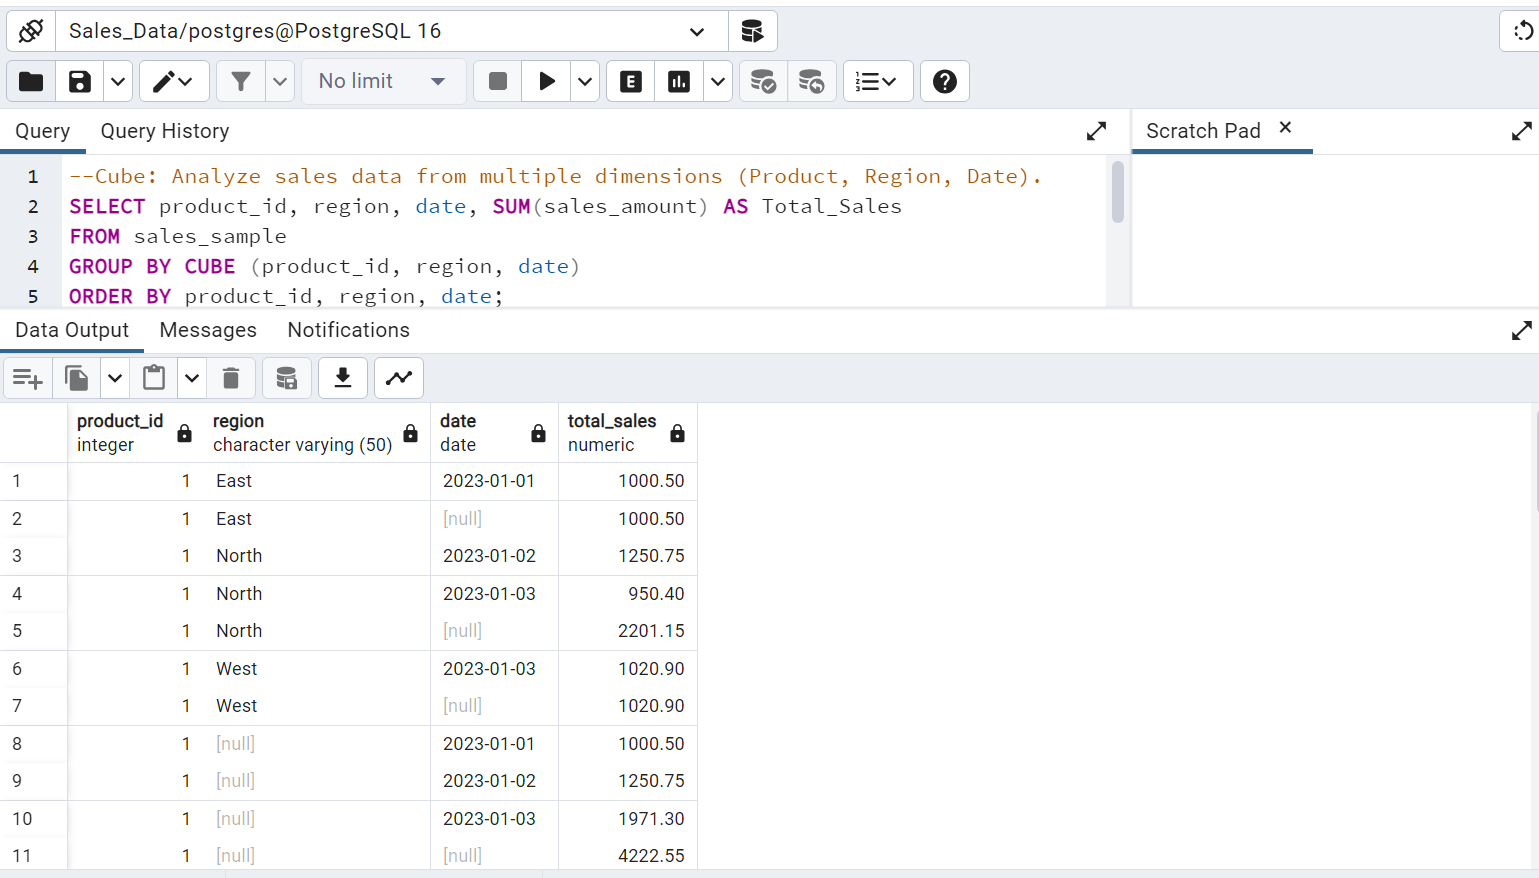 Sales_Data/postgres@PostgreSQL 16
No limit
E
Query Query History
Scratch Pad
1 --Cube: Analyze sales data from multiple dimensions (Product, Region, Date).
2 SELECT product_id, region, date, SUM(sales_amount) AS Total_Sales
3 FROM sales_sample
4 GROUP BY CUBE (product_id, region, date)
5 ORDER BY product_id, region, date;
Data Output Messages Notifications
product_id region date total_sales
integer character varying (50) date numeric
1 1 East 2023-01-01 1000.50
2 1 East [null] 1000.50
3 1 North 2023-01-02 1250.75
4 1 North 2023-01-03 950.40
5 1 North [null] 2201.15
6 1 West 2023-01-03 1020.90
7 1 West [null] 1020.90
8 1 [null] 2023-01-01 1000.50
9 1 [null] 2023-01-02 1250.75
10 1 [null] 2023-01-03 1971.30
11 1 [null] [null] 4222.55